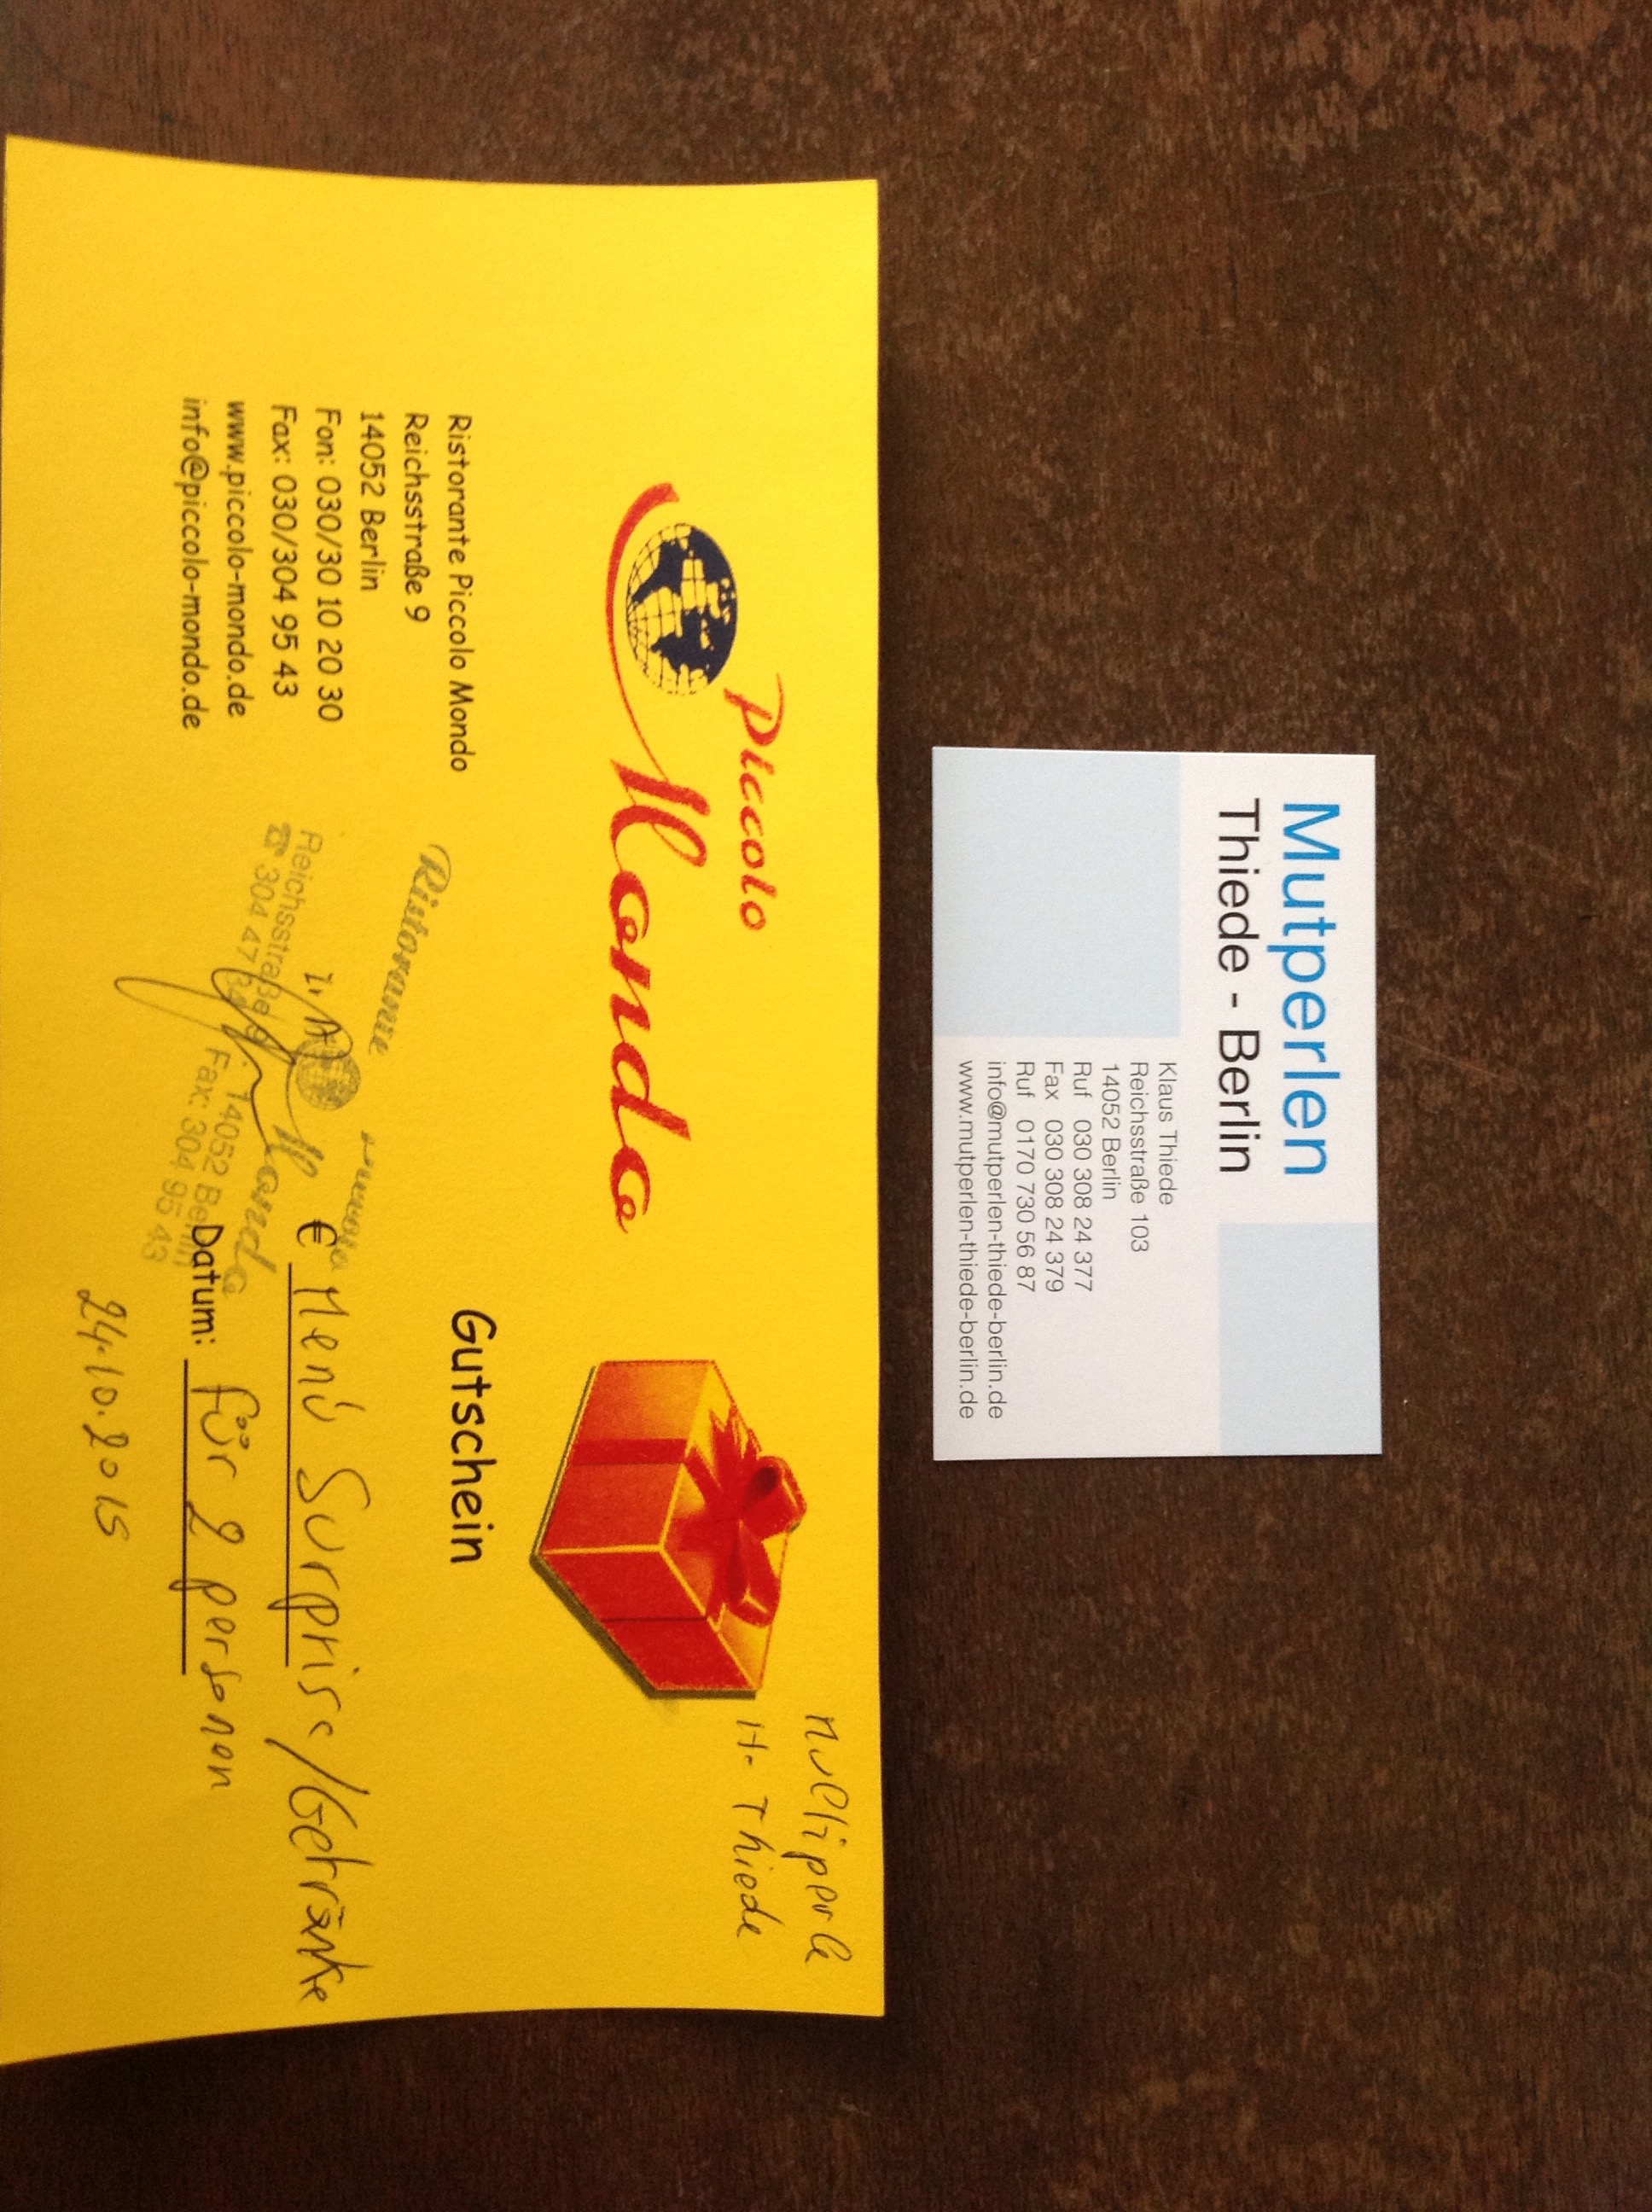 Mutperlen
Thiede - Berlin
Klaus Thiede
Reichsstraße 103
14052 Berlin
Ruf 030 308 24 377
Fax 030 308 24 379
Ruf 0170 730 56 87
info@mutperlen-thiede-berlin.de
www.mutperlen-thiede-berlin.de
H. Thiede
Piccolo
Mondo
Gutschein
Ristorante Piccolo Mondo
Reichsstraße 9
14052 Berlin
Fon: 030/30 10 20 30
Fax: 030/304 95 43
www.piccolo-mondo.de
info@piccolo-mondo.de
Ristorante
Mondo
Reichsstraße 9 14052 Berlin
☎ 304 47 Fax: 304 95 43
i.A
€ Menü Surprise/Getränke
Datum: für 2 personen
24.10.2015